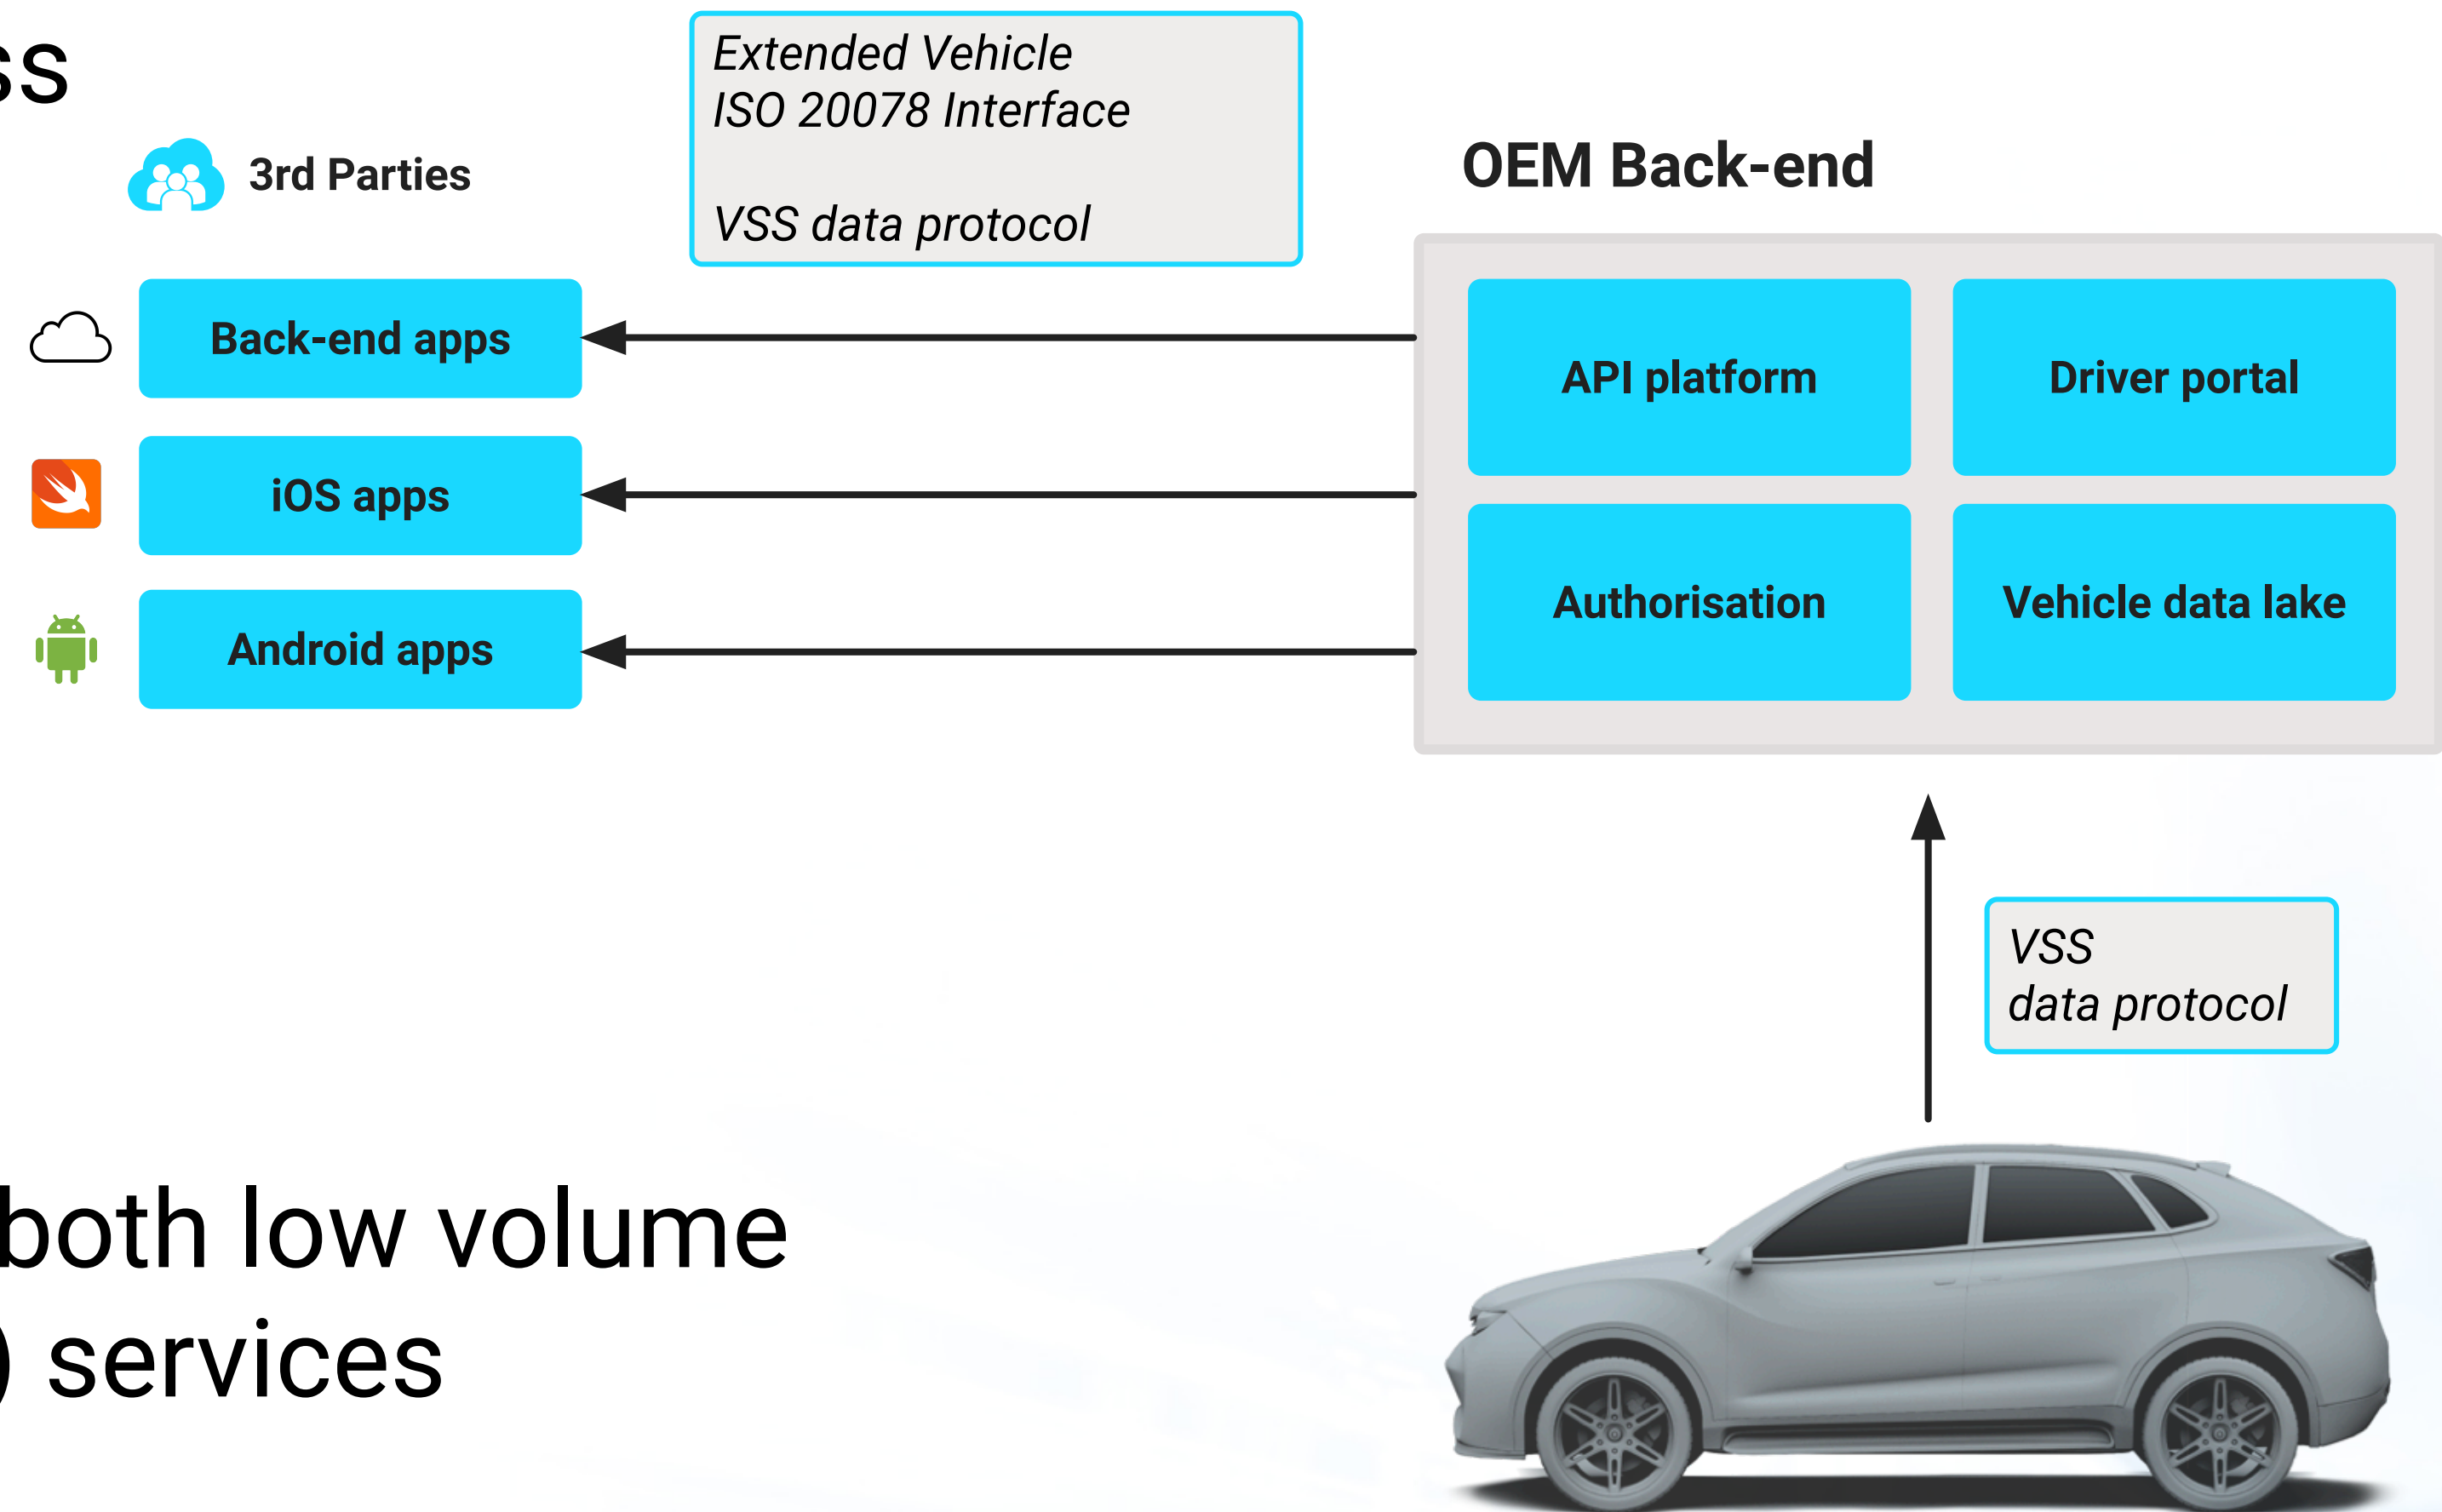 ss
3rd Parties
Extended Vehicle
ISO 20078 Interface
VSS data protocol
OEM Back-end
Back-end apps
iOS apps
Android apps
API platform
Driver portal
Authorisation
Vehicle data lake
VSS
data protocol
both low volume
) services